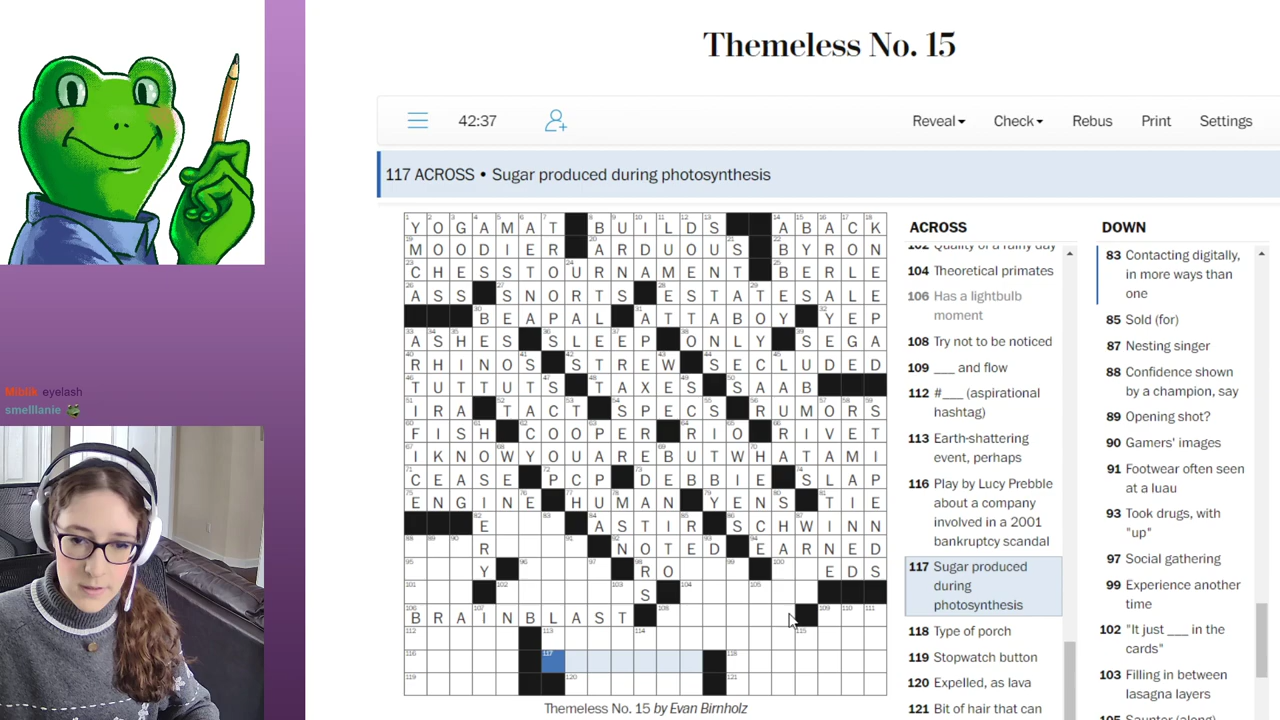 Themeless No. 15
42:37
Reveal Check Rebus Print Settings
117 ACROSS • Sugar produced during photosynthesis
YOGAMAT BUILDS ABACK
MOODIER ARDUOUS BYRON
CHESSTOURNAMENT BERLE
ASS SNORTS ESTATESALE
BEAPAL ATTABOY YEP
ASHES SLEEP ONLY SEGA
RHINOS STREW SECLUDED
TUTTUTS TAXES SAAB
IRA TACT SPECS RUMORS
FISH COOPER RIO RIVET
IKNOWYOUAREBUTWHATAMI
CEASE PCP DEBBIE SLAP
ENGINE HUMAN YENS TIE
E ASTIR SCHWINN
R NOTED EARNED
Y RO EDS
S
BRAINBLAST
Themeless No. 15 by Evan Birnholz
ACROSS
102 Quality of a rainy day
104 Theoretical primates
106 Has a lightbulb
moment
108 Try not to be noticed
109 ___ and flow
112 #___ (aspirational
hashtag)
113 Earth-shattering
event, perhaps
116 Play by Lucy Prebble
about a company
involved in a 2001
bankruptcy scandal
117 Sugar produced
during
photosynthesis
118 Type of porch
119 Stopwatch button
120 Expelled, as lava
121 Bit of hair that can
DOWN
83 Contacting digitally,
in more ways than
one
85 Sold (for)
87 Nesting singer
88 Confidence shown
by a champion, say
89 Opening shot?
90 Gamers' images
91 Footwear often seen
at a luau
93 Took drugs, with
"up"
97 Social gathering
99 Experience another
time
102 "It just ___ in the
cards"
103 Filling in between
lasagna layers
105 Saunter (along)
Miblik eyelash
smelllanie